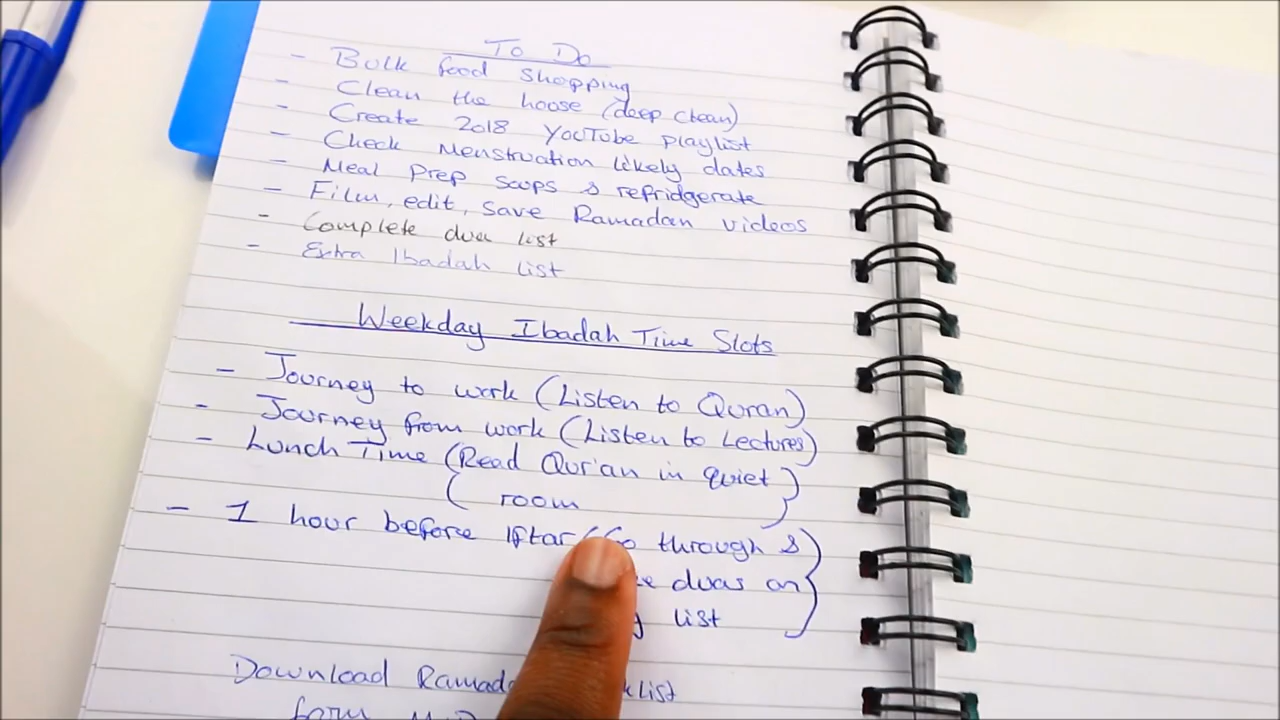 To Do
- Bulk food shopping
- Clean the house (deep clean)
- Create 2018 YouTube playlist
- Check Menstruation likely dates
- Meal Prep soups & refridgerate
- Film, edit, save Ramadan videos
- Complete dua list
- Extra Ibadah list
Weekday Ibadah Time Slots
- Journey to work (Listen to Quran)
- Journey from work (Listen to Lectures)
- Lunch Time (Read Qur'an in quiet
room)
- 1 hour before Iftar (Go through &
duas on
list)
Download